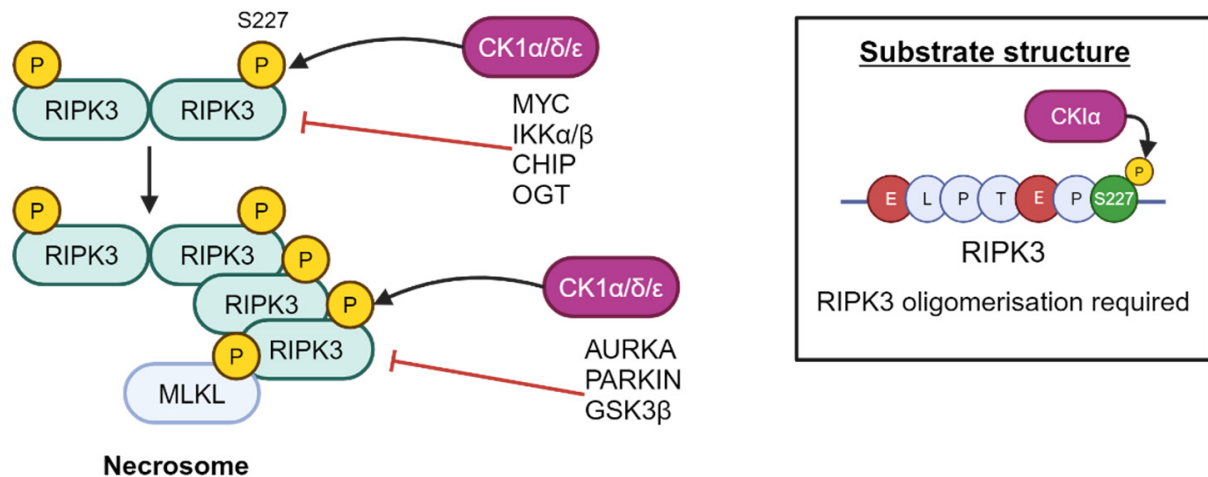 S227
P
P
CK1α/δ/ε
RIPK3
RIPK3
MYC
IKKα/β
CHIP
OGT
P
P
RIPK3
RIPK3
P
RIPK3
P
CK1α/δ/ε
RIPK3
P
MLKL
AURKA
PARKIN
GSK3β
Necrosome
Substrate structure
CKIα
P
E L P T E P S227
RIPK3
RIPK3 oligomerisation required